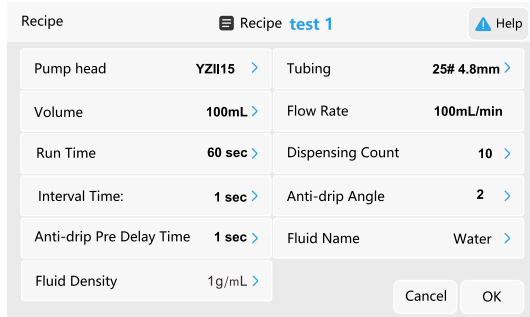 Recipe
Recipe test 1
Help
Pump head YZII15 >
Tubing 25# 4.8mm >
Volume 100mL >
Flow Rate 100mL/min
Run Time 60 sec >
Dispensing Count 10 >
Interval Time: 1 sec >
Anti-drip Angle 2 >
Anti-drip Pre Delay Time 1 sec >
Fluid Name Water >
Fluid Density 1g/mL >
Cancel
OK